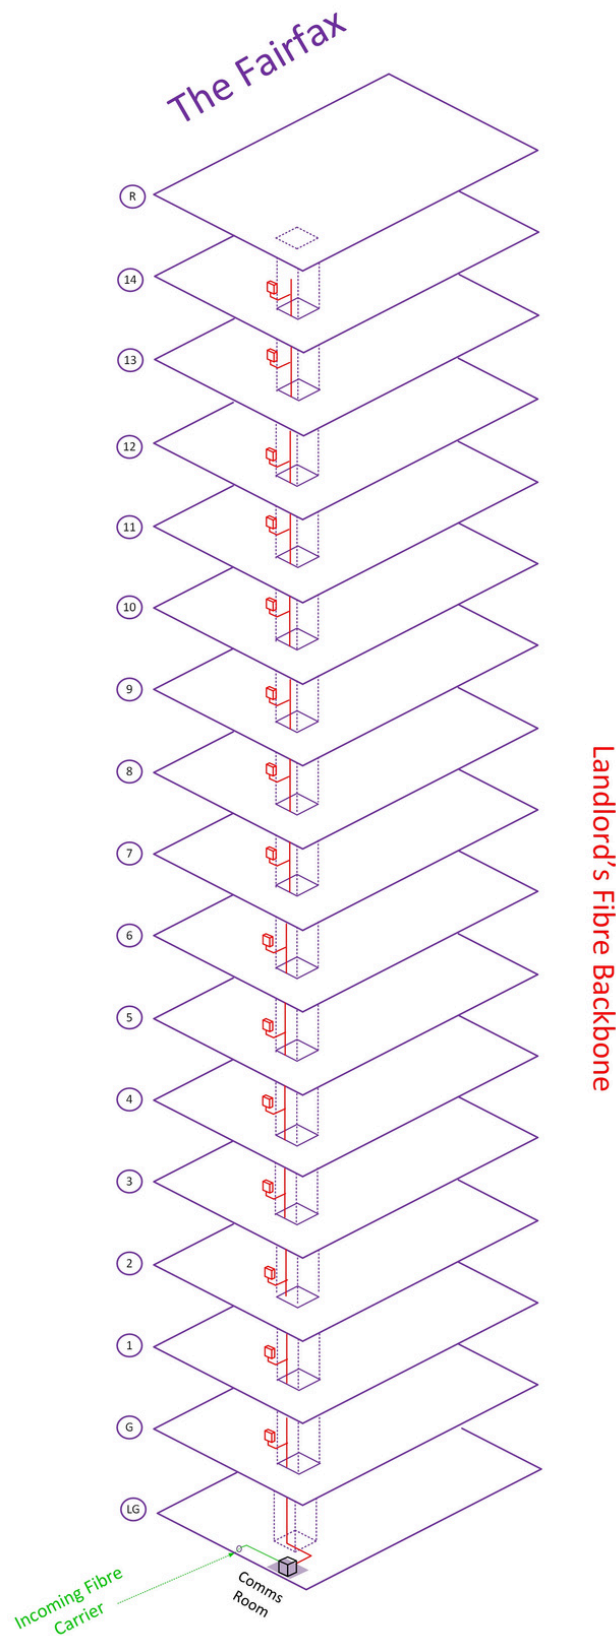 The Fairfax
R
14
13
12
11
10
9
8
7
6
5
4
3
2
1
G
LG
Landlord's Fibre Backbone
Incoming Fibre
Carrier
Comms
Room